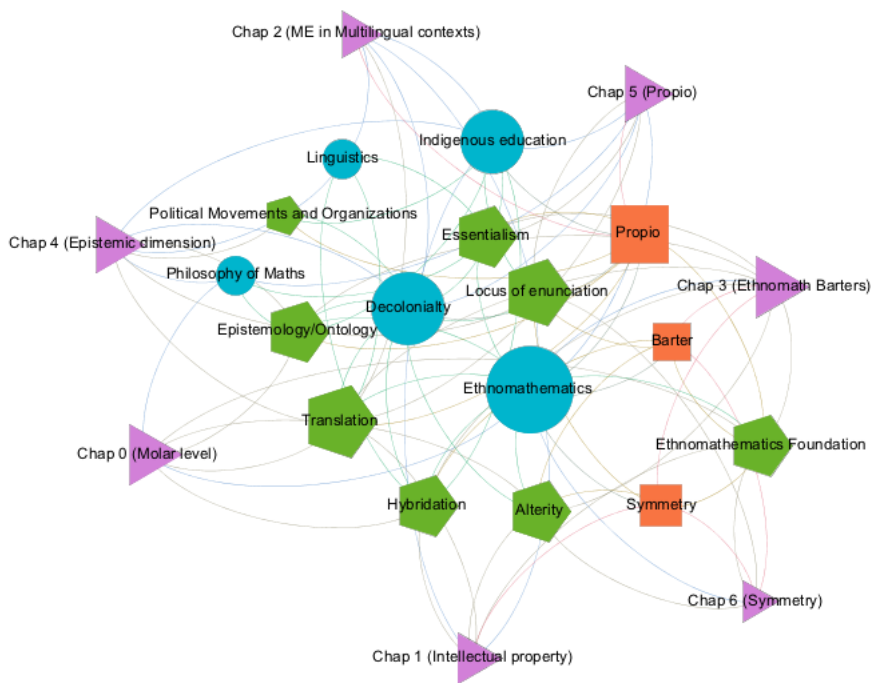 Chap 2 (ME in Multilingual contexts)
Chap 5 (Propio)
Indigenous education
Linguistics
Political Movements and Organizations
Essentialism
Propio
Chap 4 (Epistemic dimension)
Philosophy of Maths
Locus of enunciation
Chap 3 (Ethnomath Barters)
Decolonialty
Epistemology/Ontology
Barter
Ethnomathematics
Translation
Ethnomathematics Foundation
Chap 0 (Molar level)
Hybridation
Alterity
Symmetry
Chap 6 (Symmetry)
Chap 1 (Intellectual property)